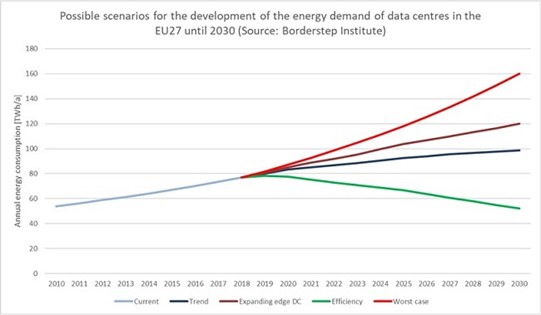 Possible scenarios for the development of the energy demand of data centres in the
EU27 until 2030 (Source: Borderstep Institute)
Annual energy consumption [TWh/a]
180
160
140
120
100
80
60
40
20
0
2010 2011 2012 2013 2014 2015 2016 2017 2018 2019 2020 2021 2022 2023 2024 2025 2026 2027 2028 2029 2030
Current Trend Expanding edge DC Efficiency Worst case